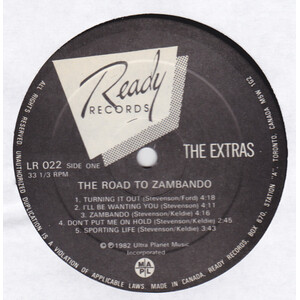 Ready
RECORDS
LR 022 SIDE ONE
33 1/3 RPM
THE EXTRAS
THE ROAD TO ZAMBANDO
1. TURNING IT OUT (Stevenson/Ford) 4:18
2. I'LL BE WANTING YOU (Stevenson) 4:11
3. ZAMBANDO (Stevenson/Keldie) 4:26
4. DON'T PUT ME ON HOLD (Stevenson/Keldie) 2:45
5. SPORTING LIFE (Stevenson/Keldie) 3:43
©℗1982 Ultra Planet Music
Incorporated
MAPL
ALL RIGHTS RESERVED. UNAUTHORIZED DUPLICATION IS A VIOLATION OF APPLICABLE LAWS. MADE IN CANADA. READY RECORDS, BOX 670, STATION "A", TORONTO, CANADA M5W 1G2